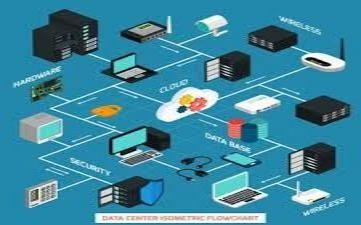 WIRELESS
HARDWARE
CLOUD
DATA BASE
SECURITY
WIRELESS
DATA CENTER ISOMETRIC FLOWCHART